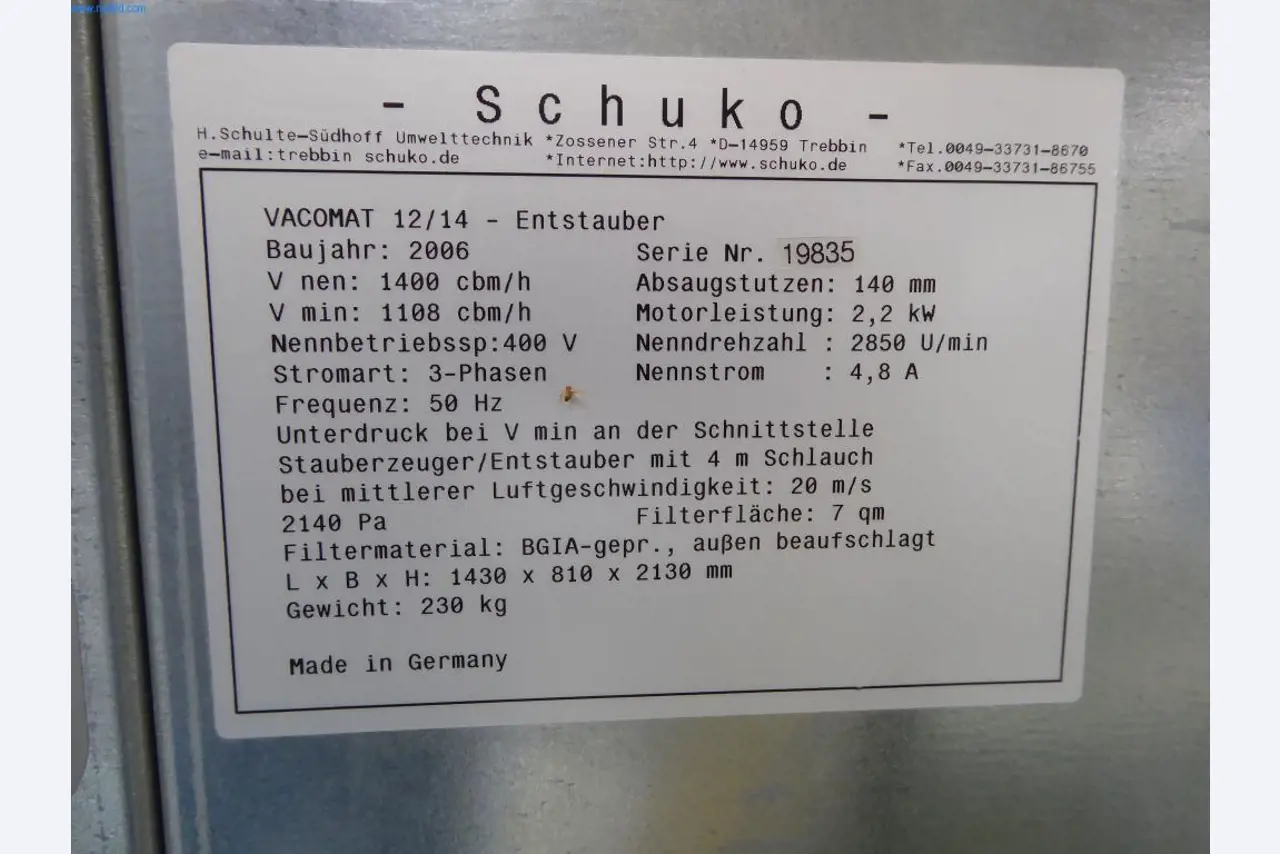 - Schuko -
H.Schulte-Südhoff Umwelttechnik *Zossener Str.4 *D-14959 Trebbin *Tel.0049-33731-8670
e-mail:trebbin schuko.de *Internet:http://www.schuko.de *Fax.0049-33731-86755
VACOMAT 12/14 - Entstauber
Baujahr: 2006 Serie Nr. 19835
V nen: 1400 cbm/h Absaugstutzen: 140 mm
V min: 1108 cbm/h Motorleistung: 2,2 kW
Nennbetriebssp:400 V Nenndrehzahl : 2850 U/min
Stromart: 3-Phasen Nennstrom : 4,8 A
Frequenz: 50 Hz
Unterdruck bei V min an der Schnittstelle
Stauberzeuger/Entstauber mit 4 m Schlauch
bei mittlerer Luftgeschwindigkeit: 20 m/s
2140 Pa Filterfläche: 7 qm
Filtermaterial: BGIA-gepr., außen beaufschlagt
L x B x H: 1430 x 810 x 2130 mm
Gewicht: 230 kg
Made in Germany